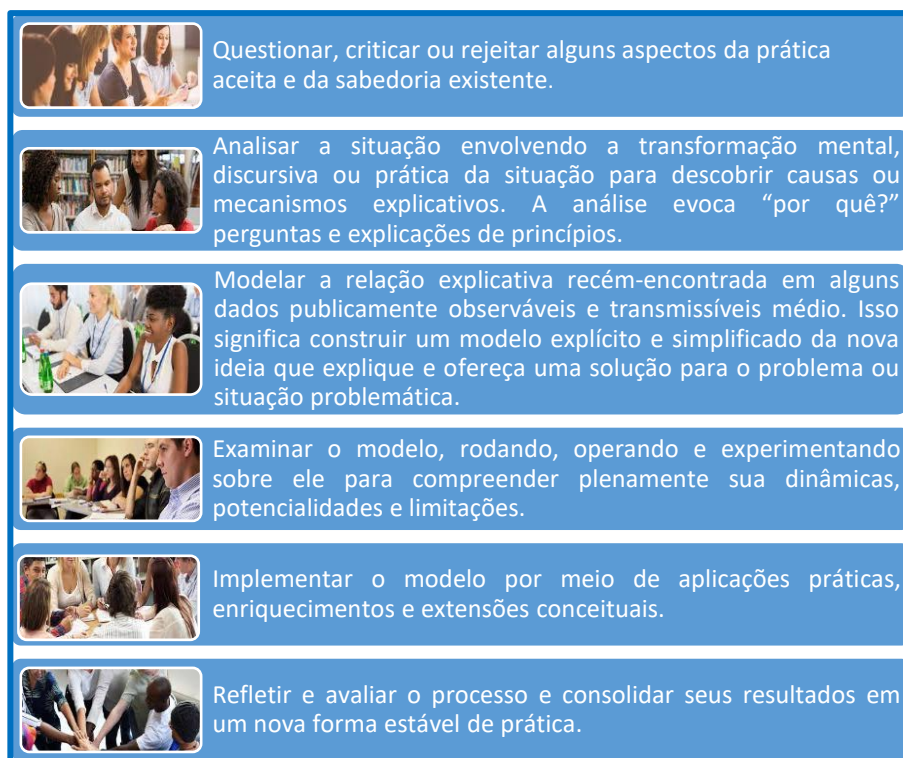 Questionar, criticar ou rejeitar alguns aspectos da prática
aceita e da sabedoria existente.
Analisar a situação envolvendo a transformação mental,
discursiva ou prática da situação para descobrir causas ou
mecanismos explicativos. A análise evoca “por quê?”
perguntas e explicações de princípios.
Modelar a relação explicativa recém-encontrada em alguns
dados publicamente observáveis e transmissíveis médio. Isso
significa construir um modelo explícito e simplificado da nova
ideia que explique e ofereça uma solução para o problema ou
situação problemática.
Examinar o modelo, rodando, operando e experimentando
sobre ele para compreender plenamente sua dinâmicas,
potencialidades e limitações.
Implementar o modelo por meio de aplicações práticas,
enriquecimentos e extensões conceituais.
Refletir e avaliar o processo e consolidar seus resultados em
um nova forma estável de prática.